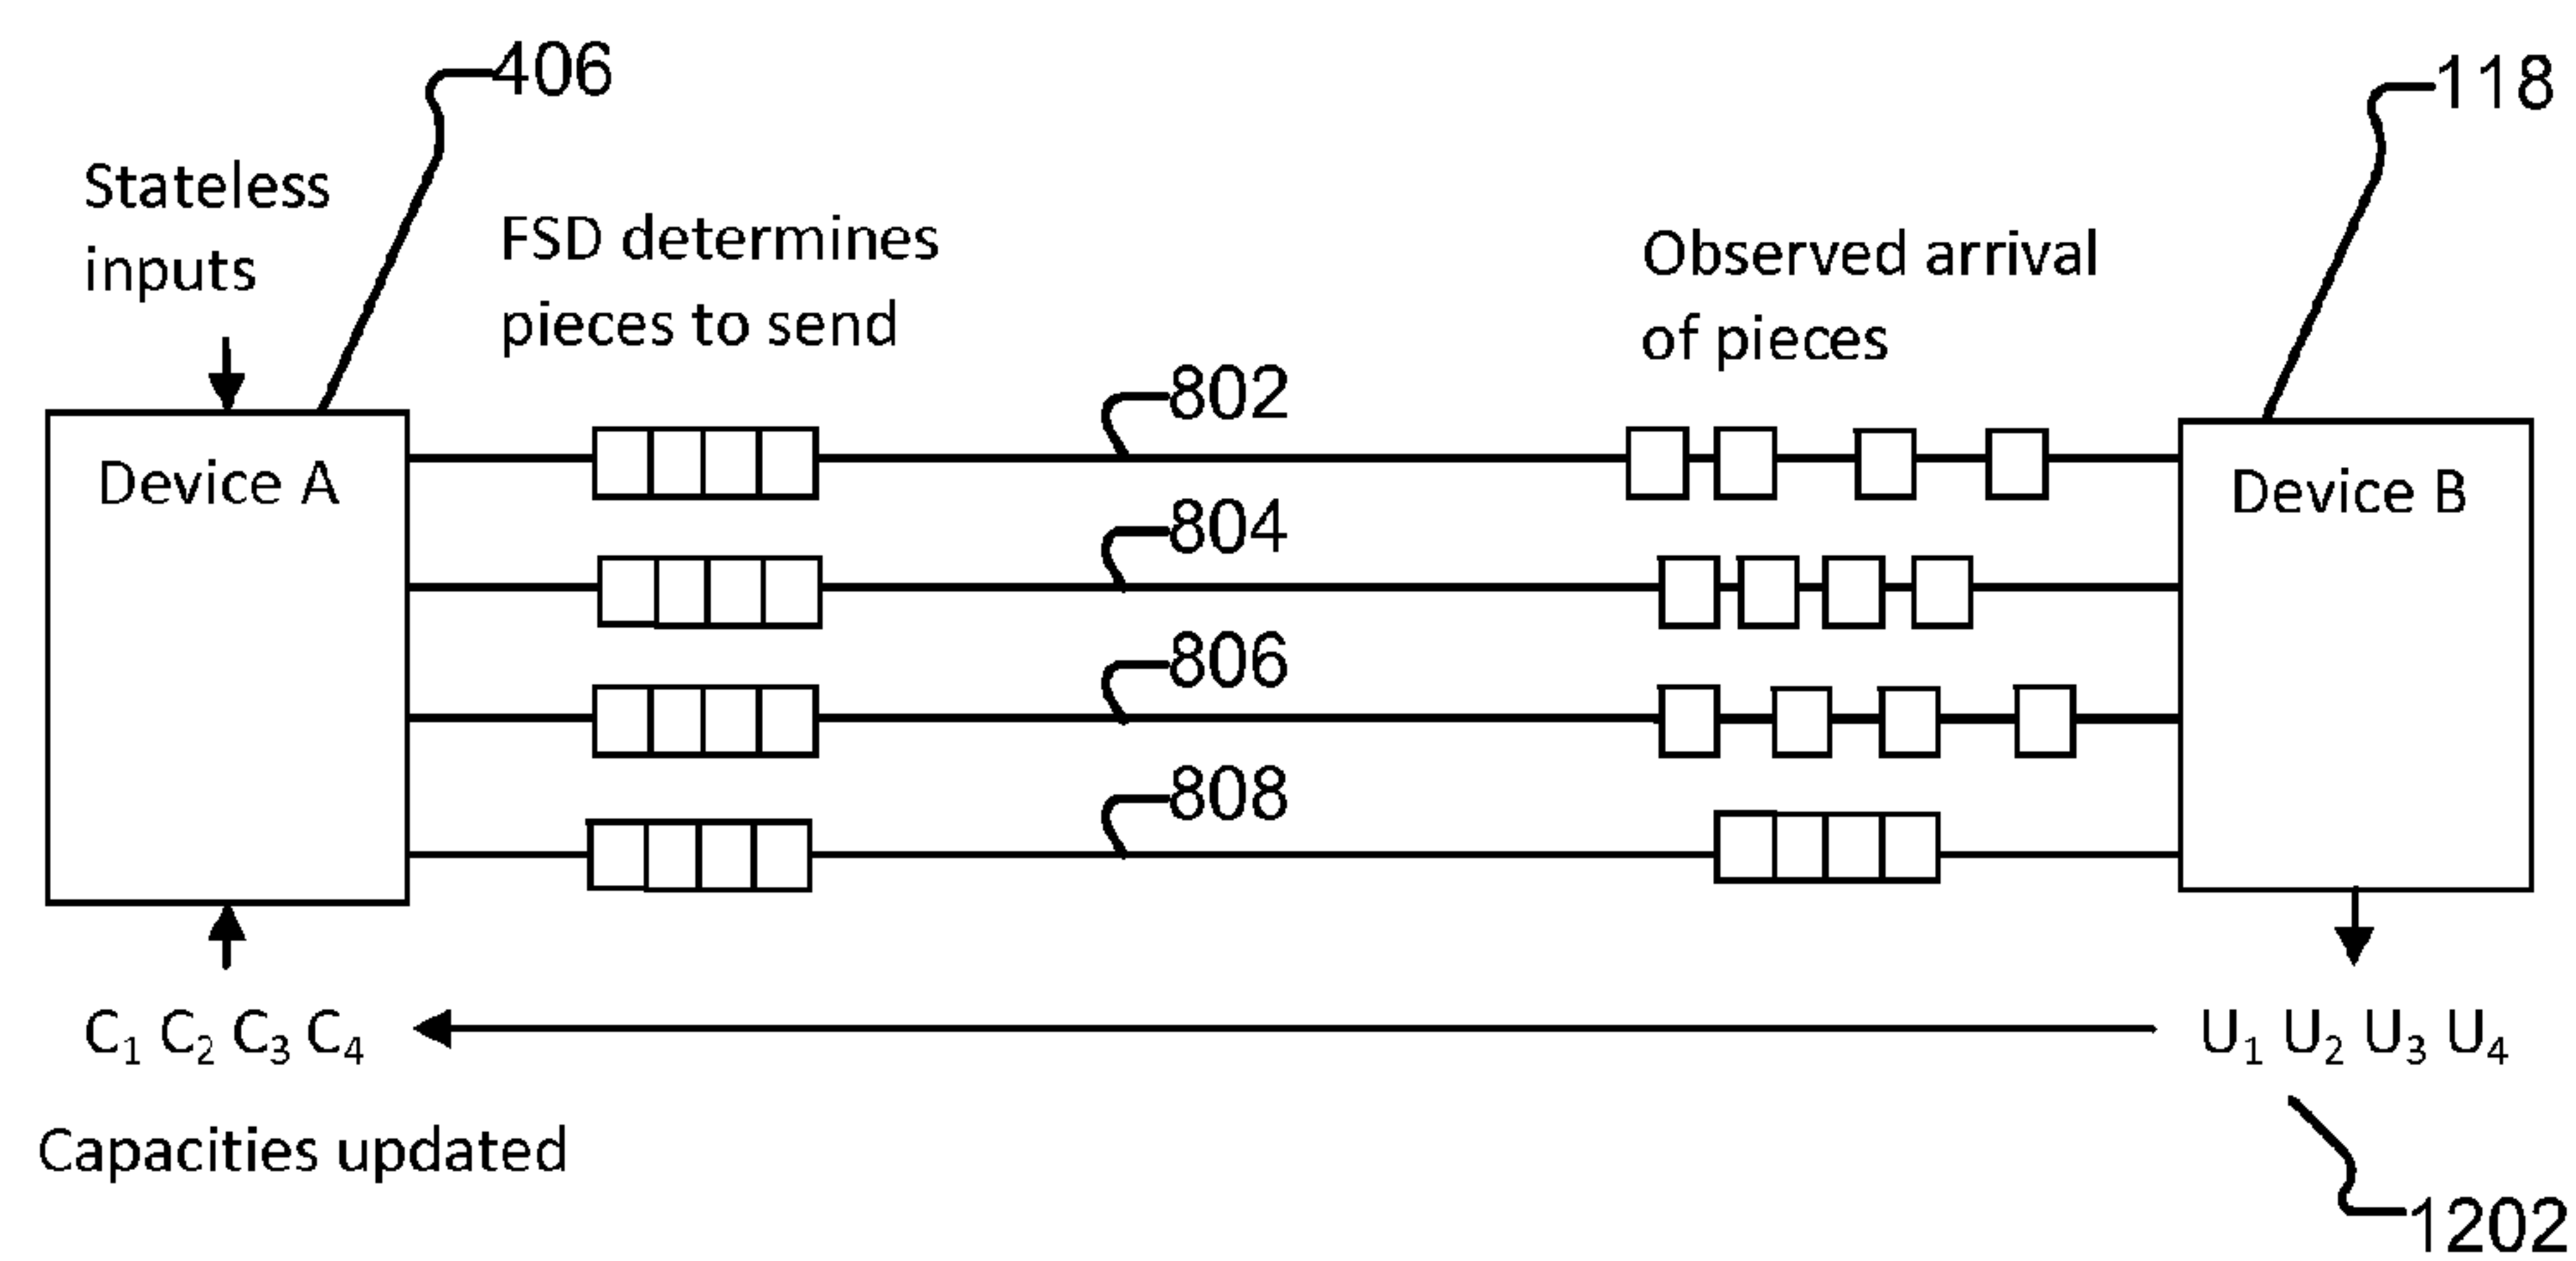 406
118
Stateless
inputs
FSD determines
pieces to send
Observed arrival
of pieces
802
Device A
Device B
804
806
808
C₁ C₂ C₃ C₄
U₁ U₂ U₃ U₄
Capacities updated
1202